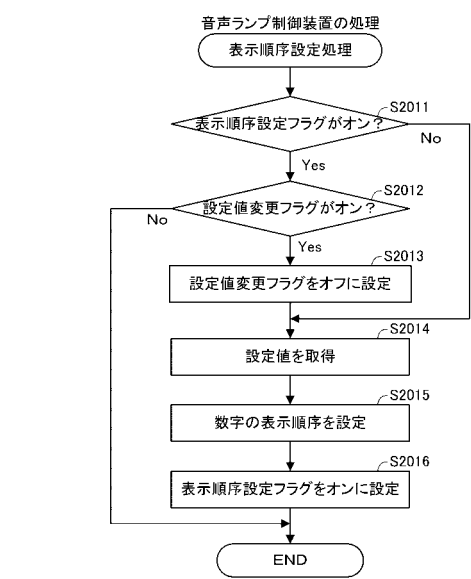 音声ランプ制御装置の処理
表示順序設定処理
S2011
表示順序設定フラグがオン？
No
Yes
S2012
設定値変更フラグがオン？
No
Yes
S2013
設定値変更フラグをオフに設定
S2014
設定値を取得
S2015
数字の表示順序を設定
S2016
表示順序設定フラグをオンに設定
END